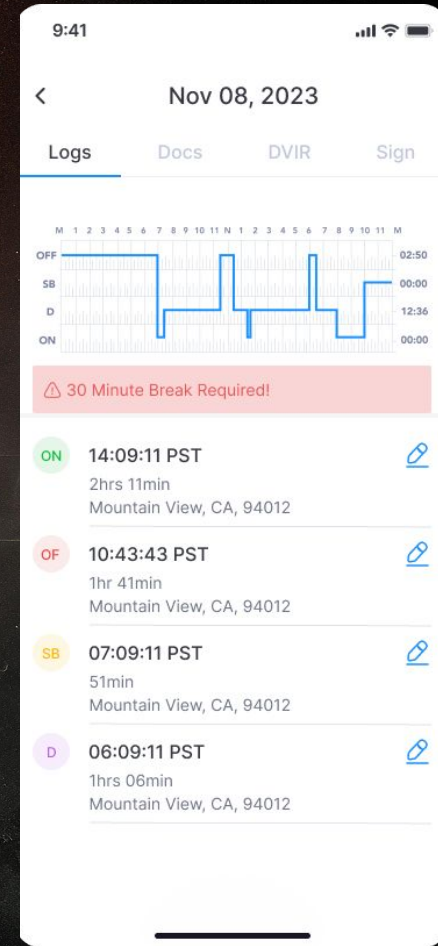 9:41
Nov 08, 2023
Logs Docs DVIR Sign
M 1 2 3 4 5 6 7 8 9 10 11 N 1 2 3 4 5 6 7 8 9 10 11 M
OFF 02:50
SB 00:00
D 12:36
ON 00:00
30 Minute Break Required!
ON 14:09:11 PST
2hrs 11min
Mountain View, CA, 94012
OF 10:43:43 PST
1hr 41min
Mountain View, CA, 94012
SB 07:09:11 PST
51min
Mountain View, CA, 94012
D 06:09:11 PST
1hrs 06min
Mountain View, CA, 94012